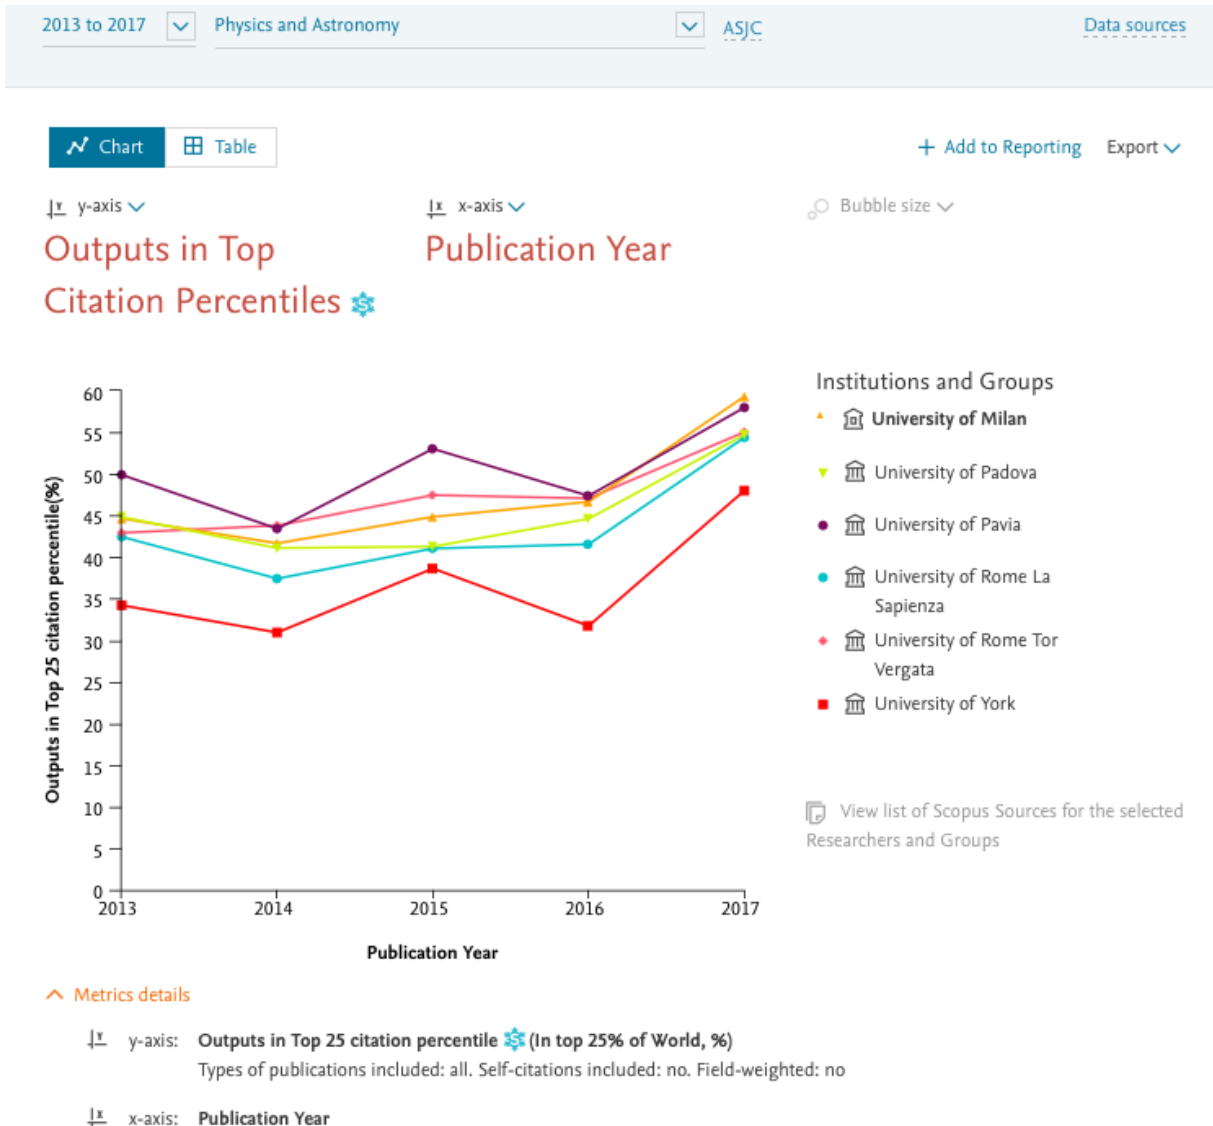 2013 to 2017 Physics and Astronomy ASJC Data sources
Chart Table + Add to Reporting Export
y-axis x-axis Bubble size
Outputs in Top Publication Year
Citation Percentiles
Institutions and Groups
University of Milan
University of Padova
University of Pavia
University of Rome La
Sapienza
University of Rome Tor
Vergata
University of York
View list of Scopus Sources for the selected
Researchers and Groups
Outputs in Top 25 citation percentile(%)
60
55
50
45
40
35
30
25
20
15
10
5
0
2013 2014 2015 2016 2017
Publication Year
Metrics details
y-axis: Outputs in Top 25 citation percentile (In top 25% of World, %)
Types of publications included: all. Self-citations included: no. Field-weighted: no
x-axis: Publication Year